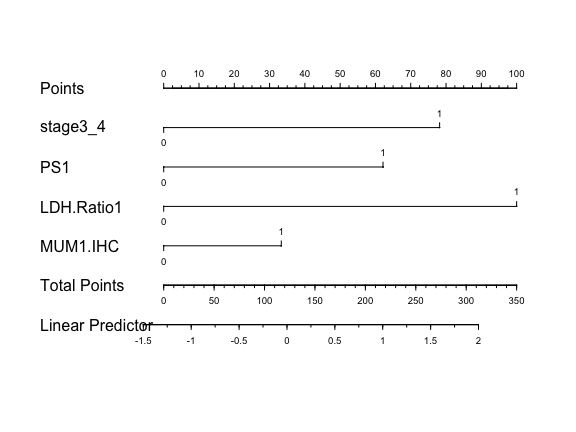 0 10 20 30 40 50 60 70 80 90 100
Points
1
stage3_4
0
1
PS1
0
1
LDH.Ratio1
0
1
MUM1.IHC
0
Total Points
0 50 100 150 200 250 300 350
Linear Predictor
-1.5 -1 -0.5 0 0.5 1 1.5 2